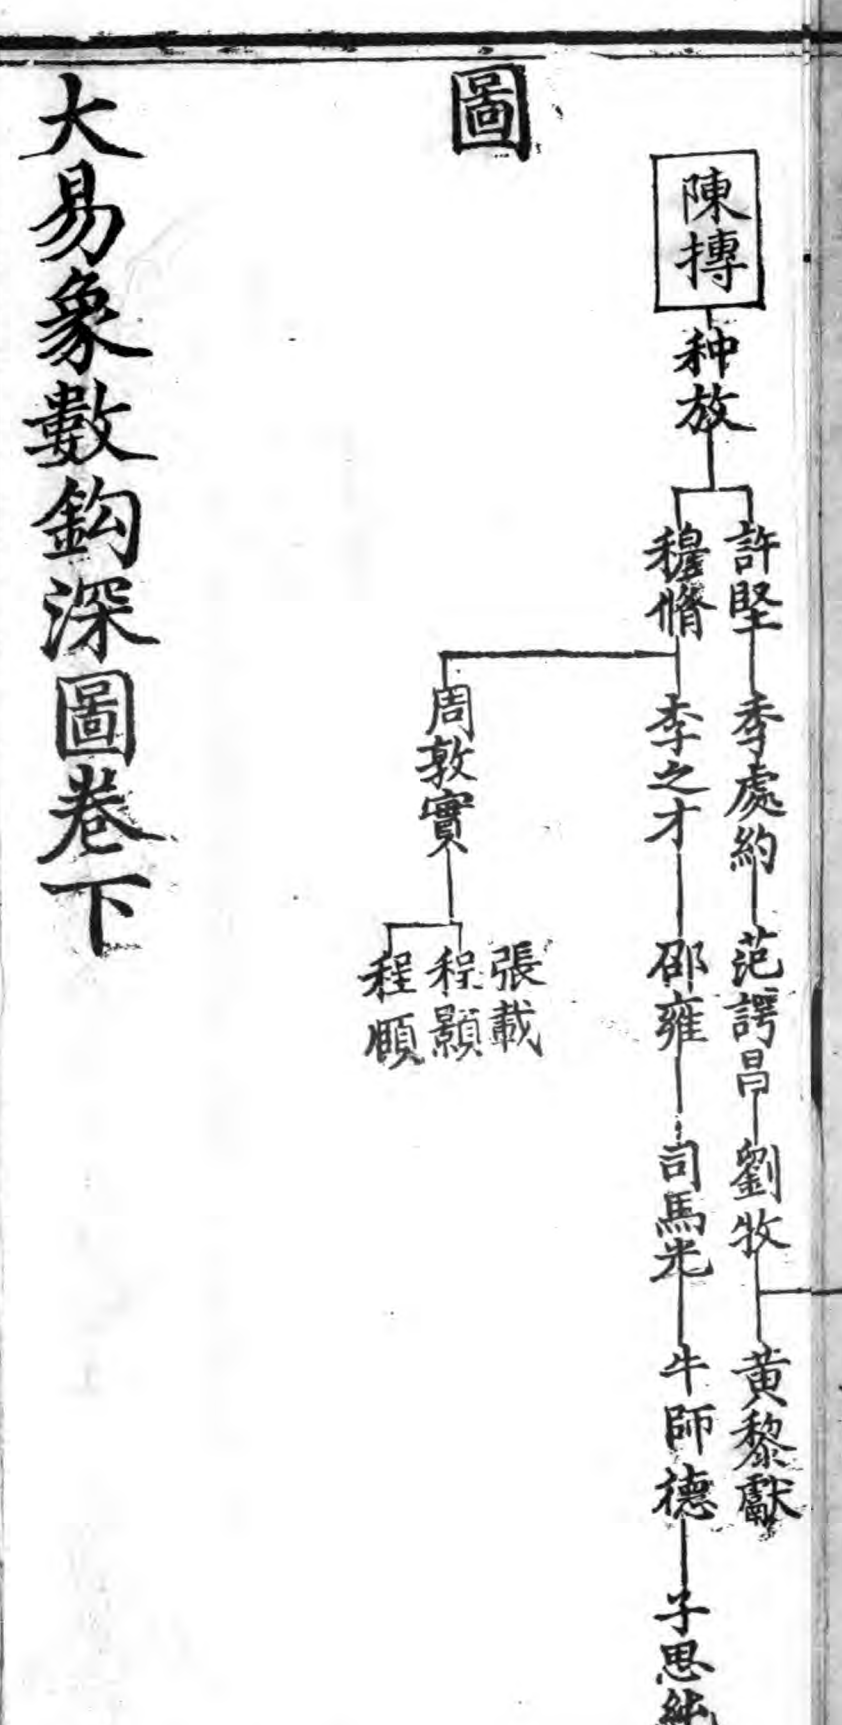 陳摶
种放
許堅
季處約
范諤昌
劉牧
黄黎獻
穆脩
李之才
邵雍
司馬光
牛師德
子思純
圖
周敦實
張載
程顥
程頤
大易象數鈎深圖卷下